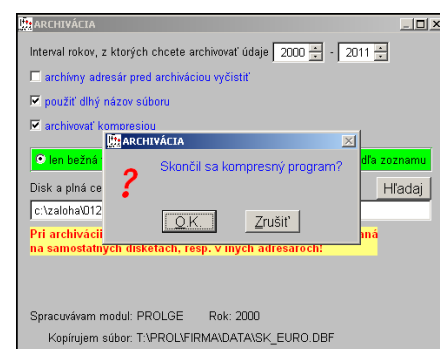 ARCHIVÁCIA
Interval rokov, z ktorých chcete archivovať údaje 2000 - 2011
archívny adresár pred archiváciou vyčistiť
použiť dlhý názov súboru
archivovať kompresiou
ARCHIVÁCIA
len bežná
dľa zoznamu
Skončil sa kompresný program?
Disk a plná ce
Hľadaj
c:\zaloha\012
O.K. Zrušiť
Pri archivácii
na samostatných disketách, resp. v iných adresároch!
Spracuvávam modul: PROLGE Rok: 2000
Kopírujem súbor: T:\PROL\FIRMA\DATA\SK_EURO.DBF